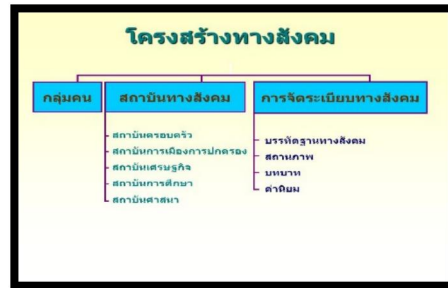 โครงสร้างทางสังคม
กลุ่มคน
สถาบันทางสังคม
การจัดระเบียบทางสังคม
สถาบันครอบครัว
สถาบันการเมืองการปกครอง
สถาบันเศรษฐกิจ
สถาบันการศึกษา
สถาบันศาสนา
บรรทัดฐานทางสังคม
สถานภาพ
บทบาท
ค่านิยม